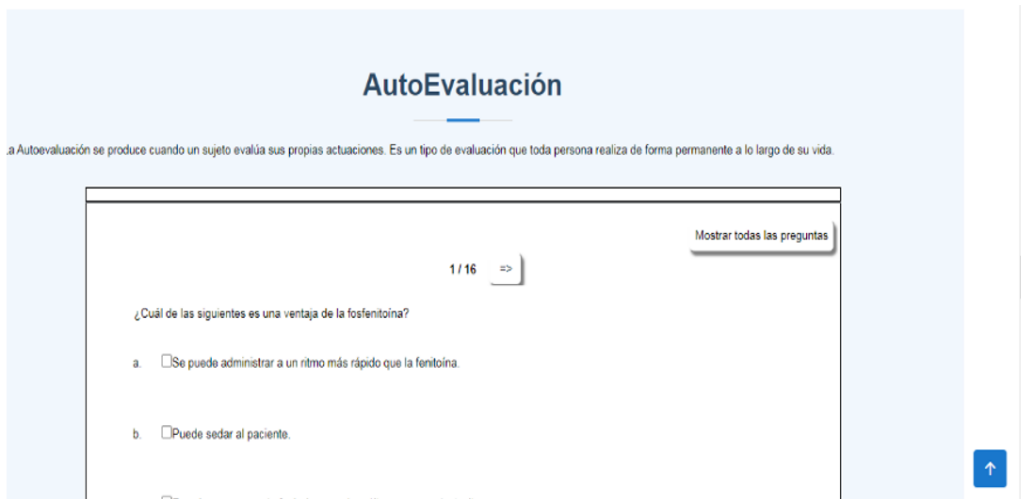 AutoEvaluación
La Autoevaluación se produce cuando un sujeto evalúa sus propias actuaciones. Es un tipo de evaluación que toda persona realiza de forma permanente a lo largo de su vida.
Mostrar todas las preguntas
1 / 16 =>
¿Cuál de las siguientes es una ventaja de la fosfenitoína?
a. Se puede administrar a un ritmo más rápido que la fenitoína.
b. Puede sedar al paciente.